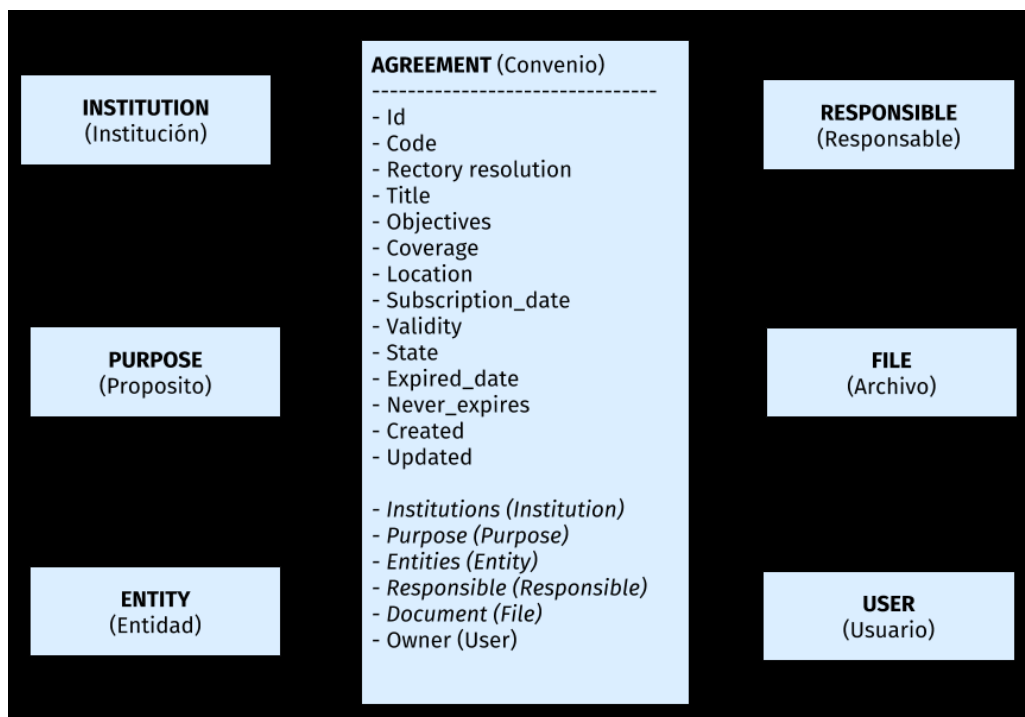 INSTITUTION
(Institución)
PURPOSE
(Proposito)
ENTITY
(Entidad)
AGREEMENT (Convenio)
--------------------------------
- Id
- Code
- Rectory resolution
- Title
- Objectives
- Coverage
- Location
- Subscription_date
- Validity
- State
- Expired_date
- Never_expires
- Created
- Updated
- Institutions (Institution)
- Purpose (Purpose)
- Entities (Entity)
- Responsible (Responsible)
- Document (File)
- Owner (User)
RESPONSIBLE
(Responsable)
FILE
(Archivo)
USER
(Usuario)